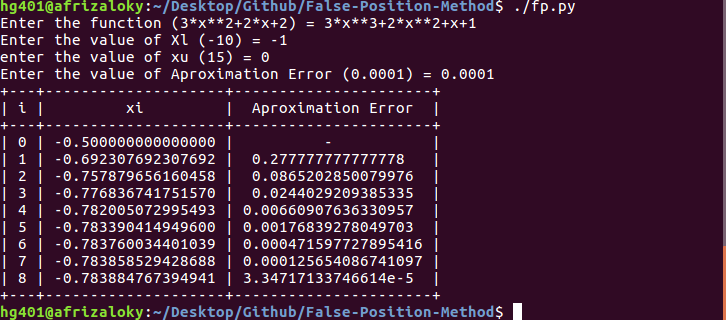 hg401@afrizaloky:~/Desktop/Github/False-Position-Method$ ./fp.py
Enter the function (3*x**2+2*x+2) = 3*x**3+2*x**2+x+1
enter the value of Xl (-10) = -1
enter the value of xu (15) = 0
Enter the value of Aproximation Error (0.0001) = 0.0001
+---+--------------------+----------------------+
| i |         xi         |  Aproximation Error  |
+---+--------------------+----------------------+
| 0 | -0.500000000000000 |          -           |
| 1 | -0.692307692307692 |  0.277777777777778   |
| 2 | -0.757879656160458 |  0.0865202850079976  |
| 3 | -0.776836741751570 |  0.0244029209385335  |
| 4 | -0.782005072995493 | 0.00660907636330957  |
| 5 | -0.783390414949600 | 0.00176839278049703  |
| 6 | -0.783760034401039 | 0.000471597727895416 |
| 7 | -0.783858529428688 | 0.000125654086741097 |
| 8 | -0.783884767394941 | 3.34717133746614e-5  |
+---+--------------------+----------------------+
hg401@afrizaloky:~/Desktop/Github/False-Position-Method$